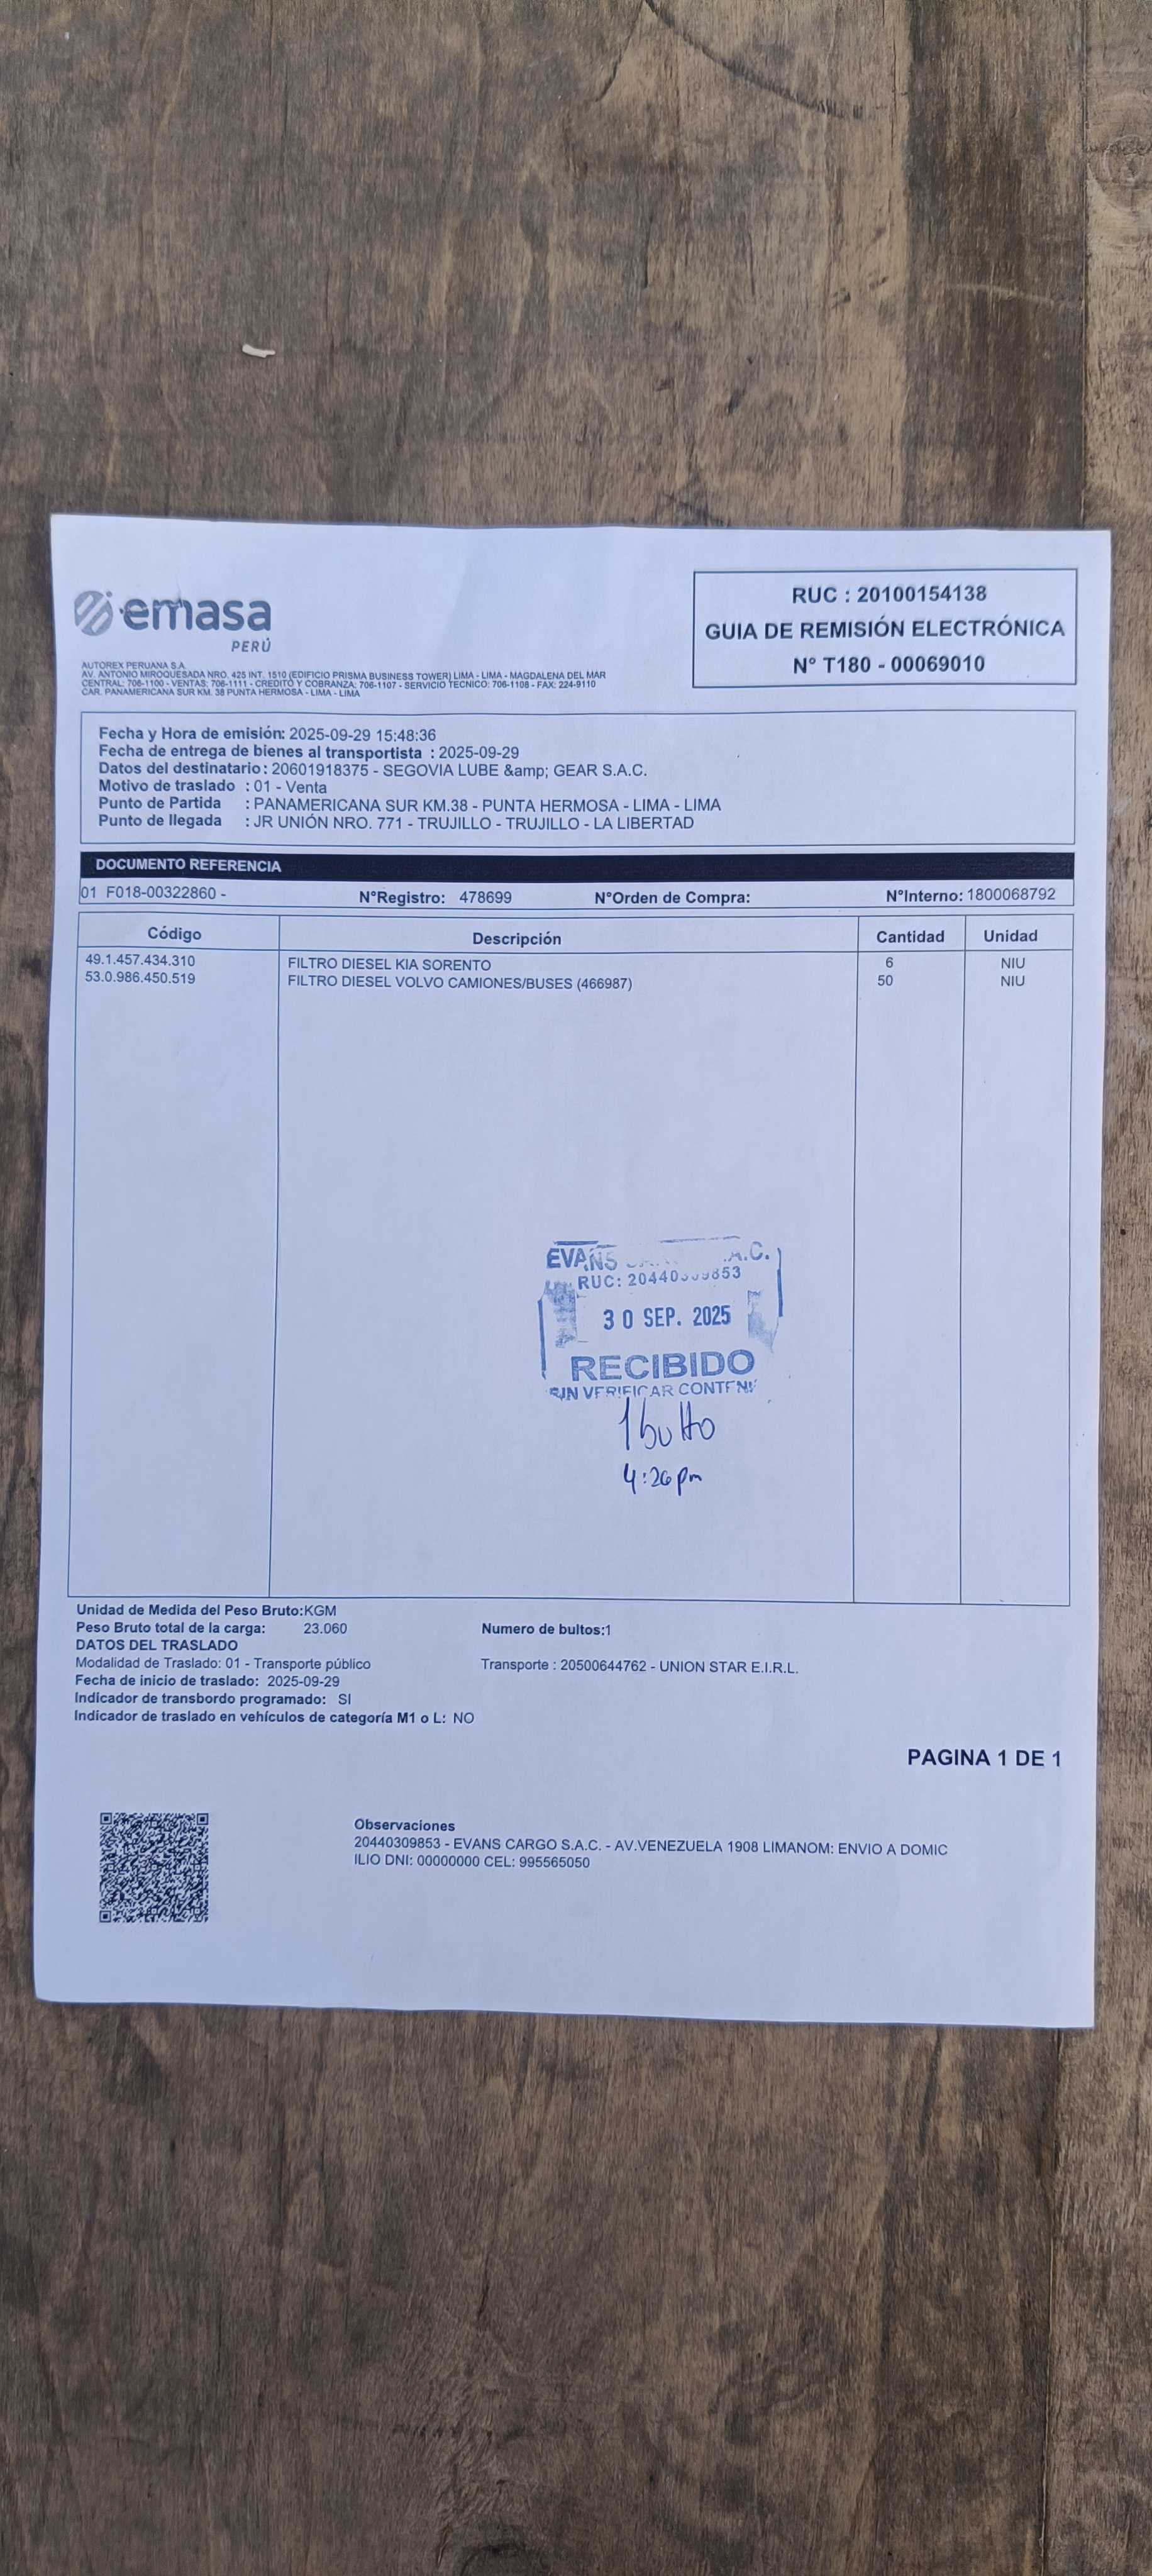 emasa
PERÚ
AUTOREX PERUANA S.A.
AV. ANTONIO MIROQUESADA NRO. 425 INT. 1510 (EDIFICIO PRISMA BUSINESS TOWER) LIMA - LIMA - MAGDALENA DEL MAR
CENTRAL: 706-1100 - VENTAS: 706-1111 - CREDITO Y COBRANZA: 706-1107 - SERVICIO TECNICO: 706-1108 - FAX: 224-9110
CAR. PANAMERICANA SUR KM. 38 PUNTA HERMOSA - LIMA - LIMA
RUC : 20100154138
GUIA DE REMISIÓN ELECTRÓNICA
N° T180 - 00069010
Fecha y Hora de emisión: 2025-09-29 15:48:36
Fecha de entrega de bienes al transportista : 2025-09-29
Datos del destinatario: 20601918375 - SEGOVIA LUBE &amp; GEAR S.A.C.
Motivo de traslado : 01 - Venta
Punto de Partida : PANAMERICANA SUR KM.38 - PUNTA HERMOSA - LIMA - LIMA
Punto de llegada : JR UNIÓN NRO. 771 - TRUJILLO - TRUJILLO - LA LIBERTAD
DOCUMENTO REFERENCIA
01 F018-00322860 - N°Registro: 478699 N°Orden de Compra: N°Interno: 1800068792
Código Descripción Cantidad Unidad
49.1.457.434.310 FILTRO DIESEL KIA SORENTO 6 NIU
53.0.986.450.519 FILTRO DIESEL VOLVO CAMIONES/BUSES (466987) 50 NIU
EVANS A.C.
RUC:
30 SEP. 2025
RECIBIDO
SIN VERIFICAR
1 bulto
4:26 pm
Unidad de Medida del Peso Bruto:KGM
Peso Bruto total de la carga: 23.060 Numero de bultos:1
DATOS DEL TRASLADO
Modalidad de Traslado: 01 - Transporte público Transporte : 20500644762 - UNION STAR E.I.R.L.
Fecha de inicio de traslado: 2025-09-29
Indicador de transbordo programado: SI
Indicador de traslado en vehículos de categoría M1 o L: NO
PAGINA 1 DE 1
Observaciones
20440309853 - EVANS CARGO S.A.C. - AV.VENEZUELA 1908 LIMANOM: ENVIO A DOMIC
ILIO DNI: 00000000 CEL: 995565050